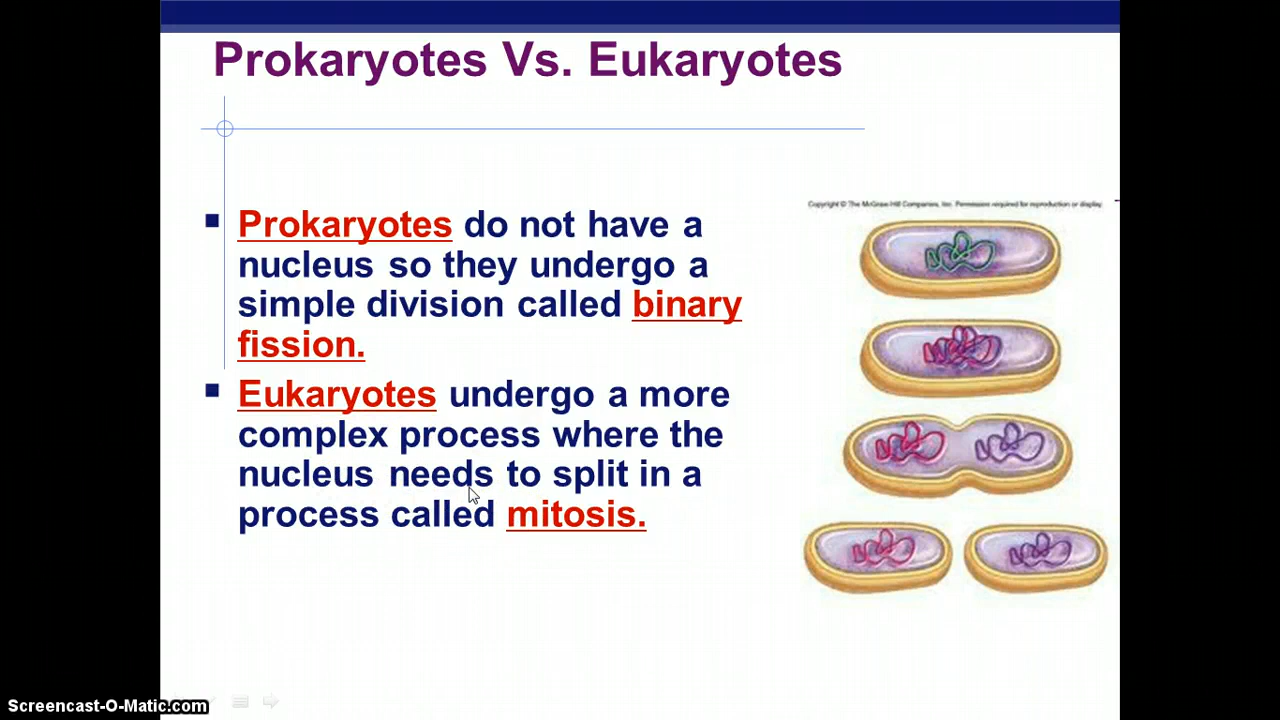 Prokaryotes Vs. Eukaryotes
Prokaryotes do not have a
nucleus so they undergo a
simple division called binary
fission.
Eukaryotes undergo a more
complex process where the
nucleus needs to split in a
process called mitosis.
Copyright © The McGraw-Hill Companies, Inc. Permission required for reproduction or display.
Screencast-O-Matic.com